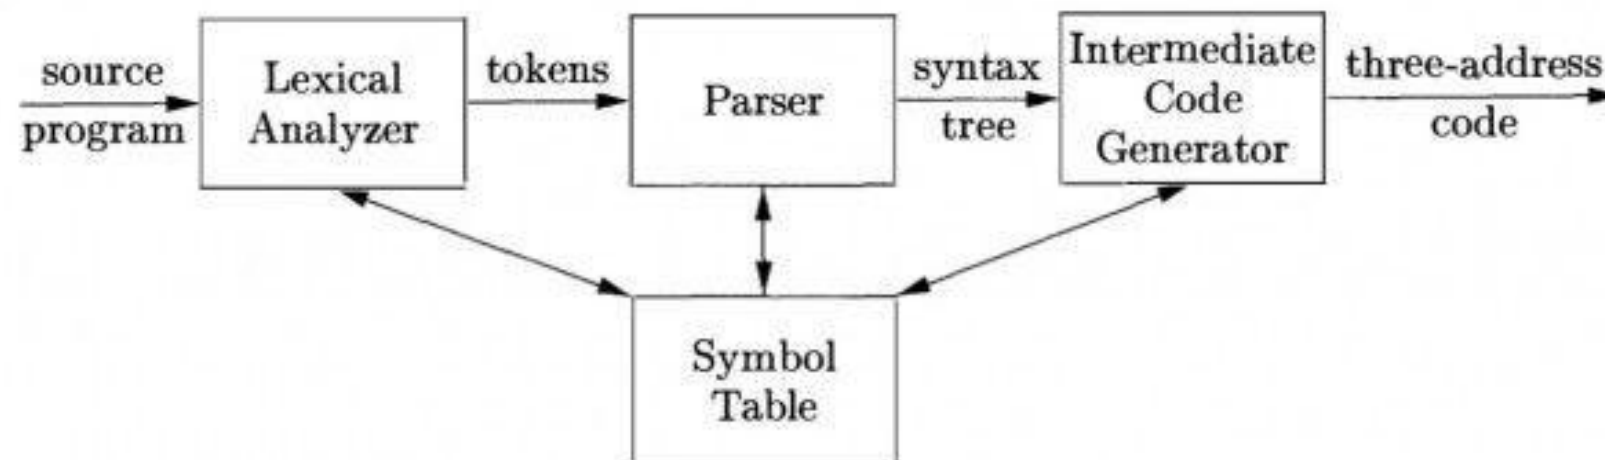 source
program
Lexical
Analyzer
tokens
Parser
syntax
tree
Intermediate
Code
Generator
three-address
code
Symbol
Table